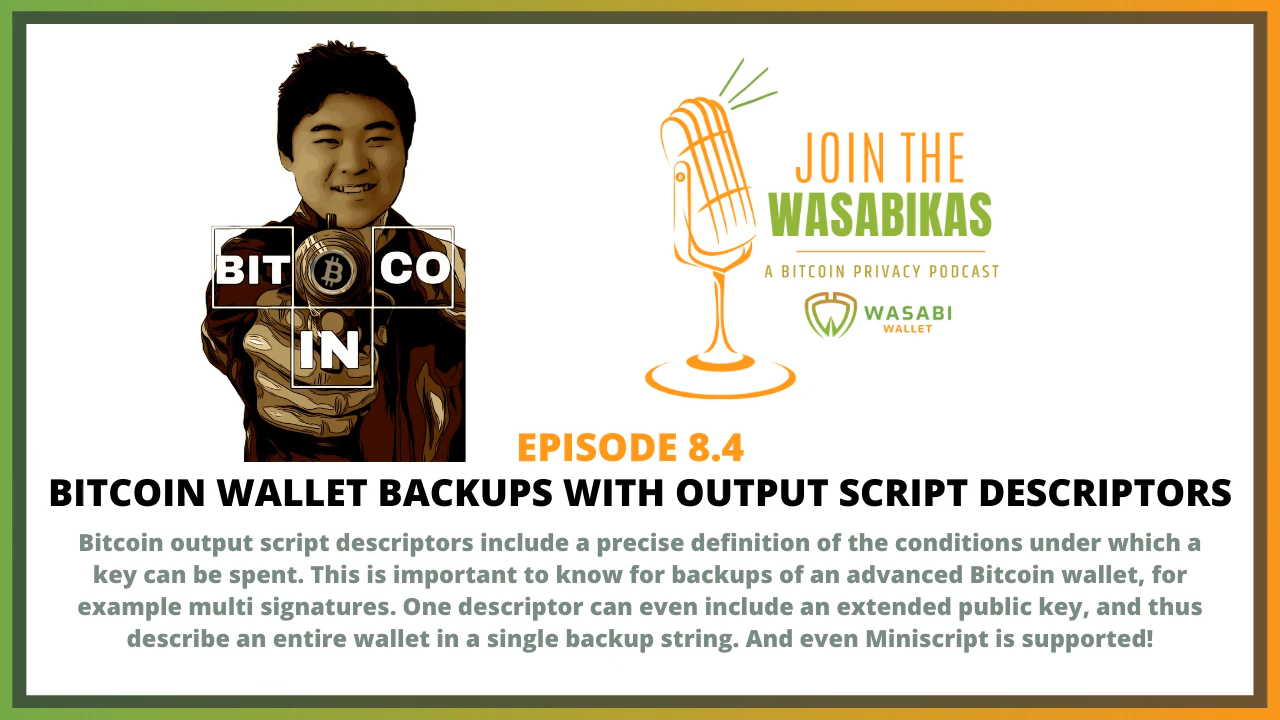 BIT
CO
IN
JOIN THE
WASABIKAS
A BITCOIN PRIVACY PODCAST
WASABI
WALLET
EPISODE 8.4
BITCOIN WALLET BACKUPS WITH OUTPUT SCRIPT DESCRIPTORS
Bitcoin output script descriptors include a precise definition of the conditions under which a
key can be spent. This is important to know for backups of an advanced Bitcoin wallet, for
example multi signatures. One descriptor can even include an extended public key, and thus
describe an entire wallet in a single backup string. And even Miniscript is supported!